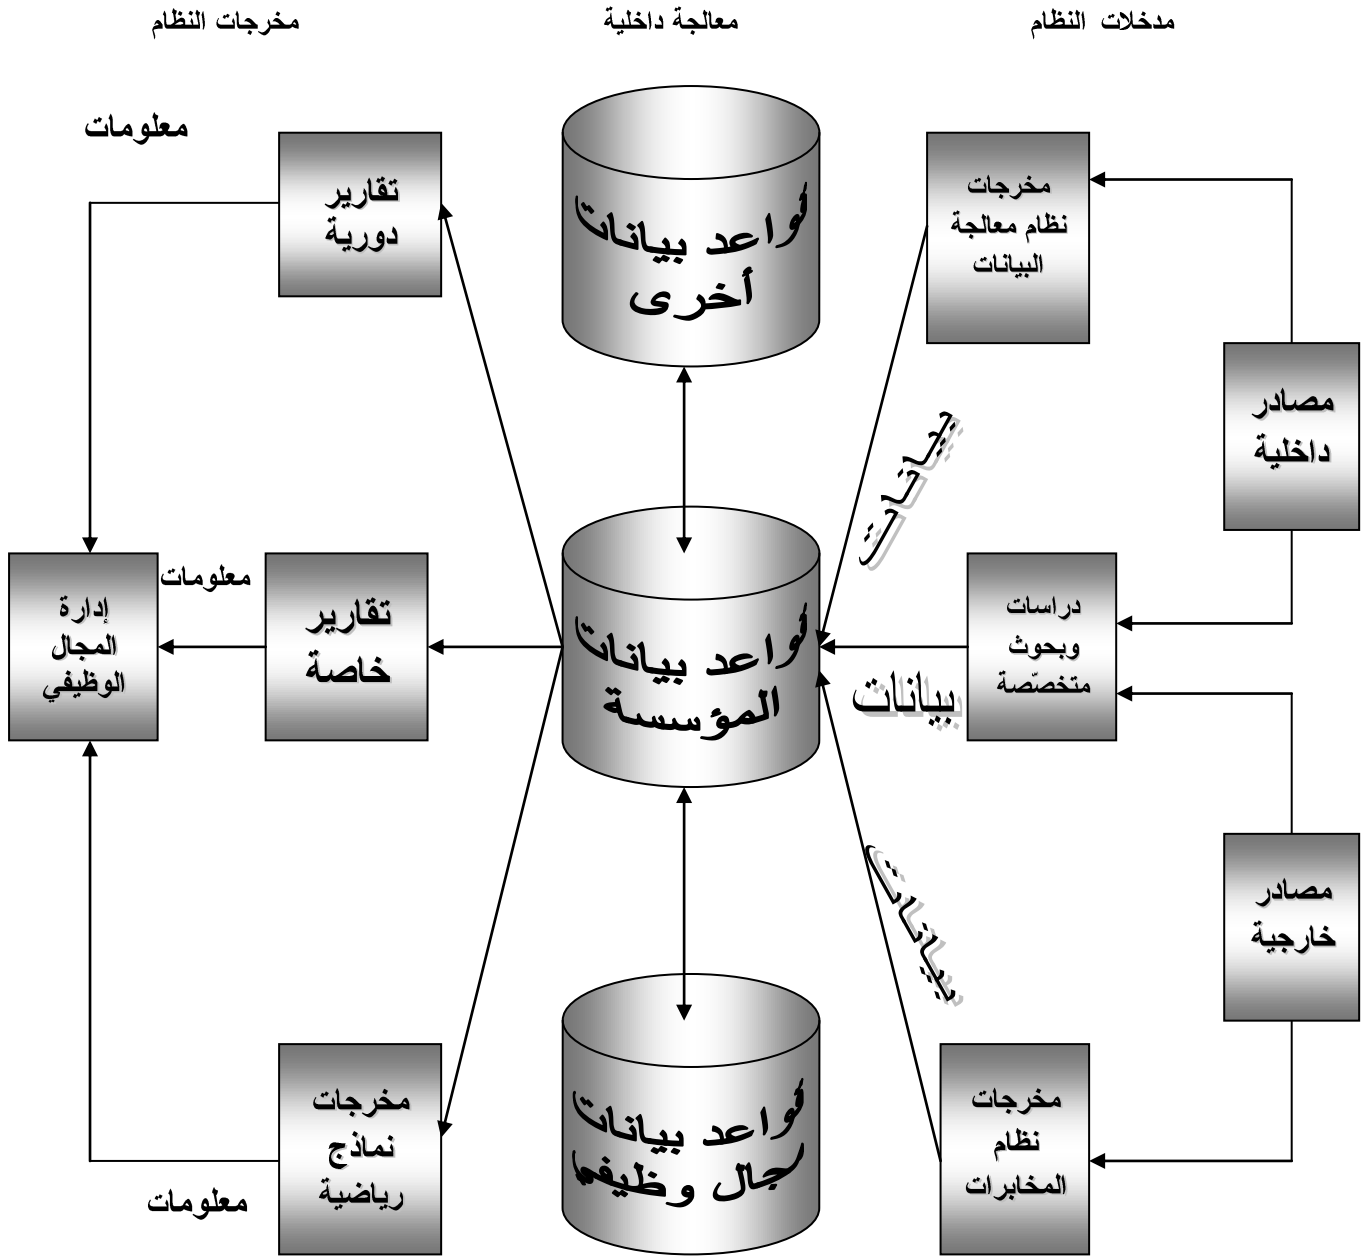 مدخلات النظام
معالجة داخلية
مخرجات النظام
مصادر
داخلية
مصادر
خارجية
مخرجات
نظام معالجة
البيانات
دراسات
وبحوث
متخصّصة
مخرجات
نظام
المخابرات
بيانات
بيانات
بيانات
قواعد بيانات
أخرى
قواعد بيانات
المؤسسة
قواعد بيانات
مجال وظيفي
تقارير
دورية
تقارير
خاصة
مخرجات
نماذج
رياضية
معلومات
معلومات
معلومات
إدارة
المجال
الوظيفي